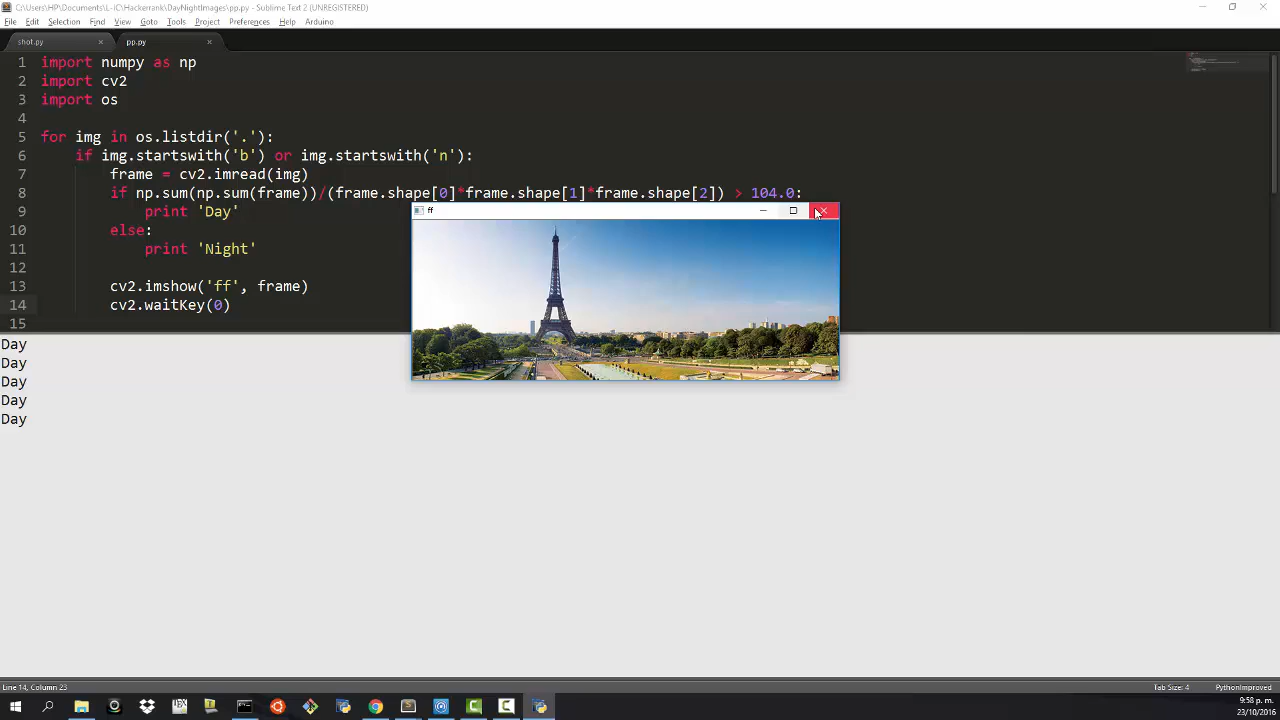 C:\Users\HP\Documents\L-IC\Hackerrank\DayNightImages\pp.py - Sublime Text 2 (UNREGISTERED)
File Edit Selection Find View Goto Tools Project Preferences Help Arduino
shot.py × pp.py ×
1 import numpy as np
2 import cv2
3 import os
4
5 for img in os.listdir('.'):
6 if img.startswith('b') or img.startswith('n'):
7 frame = cv2.imread(img)
8 if np.sum(np.sum(frame))/(frame.shape[0]*frame.shape[1]*frame.shape[2]) > 104.0:
9 print 'Day'
10 else:
11 print 'Night'
12
13 cv2.imshow('ff', frame)
14 cv2.waitKey(0)
15
ff
Day
Day
Day
Day
Day
Line 14, Column 23 Tab Size: 4 PythonImproved
9:58 p. m.
23/10/2016